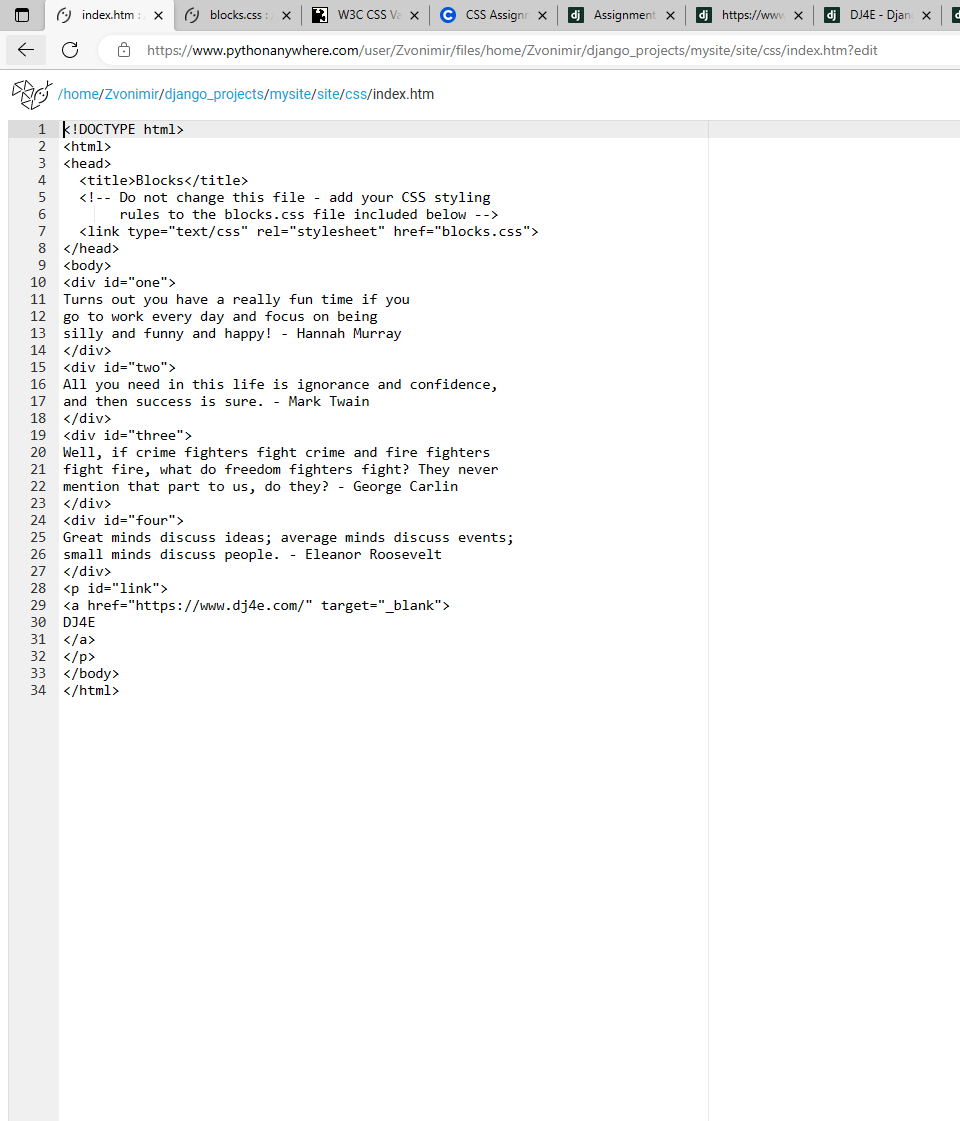 index.htm :
blocks.css :
W3C CSS Va
CSS Assignm
Assignment
https://www
DJ4E - Djan
https://www.pythonanywhere.com/user/Zvonimir/files/home/Zvonimir/django_projects/mysite/site/css/index.htm?edit
/home/Zvonimir/django_projects/mysite/site/css/index.htm
1 <!DOCTYPE html>
2 <html>
3 <head>
4   <title>Blocks</title>
5   <!-- Do not change this file - add your CSS styling
6        rules to the blocks.css file included below -->
7   <link type="text/css" rel="stylesheet" href="blocks.css">
8 </head>
9 <body>
10 <div id="one">
11 Turns out you have a really fun time if you
12 go to work every day and focus on being
13 silly and funny and happy! - Hannah Murray
14 </div>
15 <div id="two">
16 All you need in this life is ignorance and confidence,
17 and then success is sure. - Mark Twain
18 </div>
19 <div id="three">
20 Well, if crime fighters fight crime and fire fighters
21 fight fire, what do freedom fighters fight? They never
22 mention that part to us, do they? - George Carlin
23 </div>
24 <div id="four">
25 Great minds discuss ideas; average minds discuss events;
26 small minds discuss people. - Eleanor Roosevelt
27 </div>
28 <p id="link">
29 <a href="https://www.dj4e.com/" target="_blank">
30 DJ4E
31 </a>
32 </p>
33 </body>
34 </html>